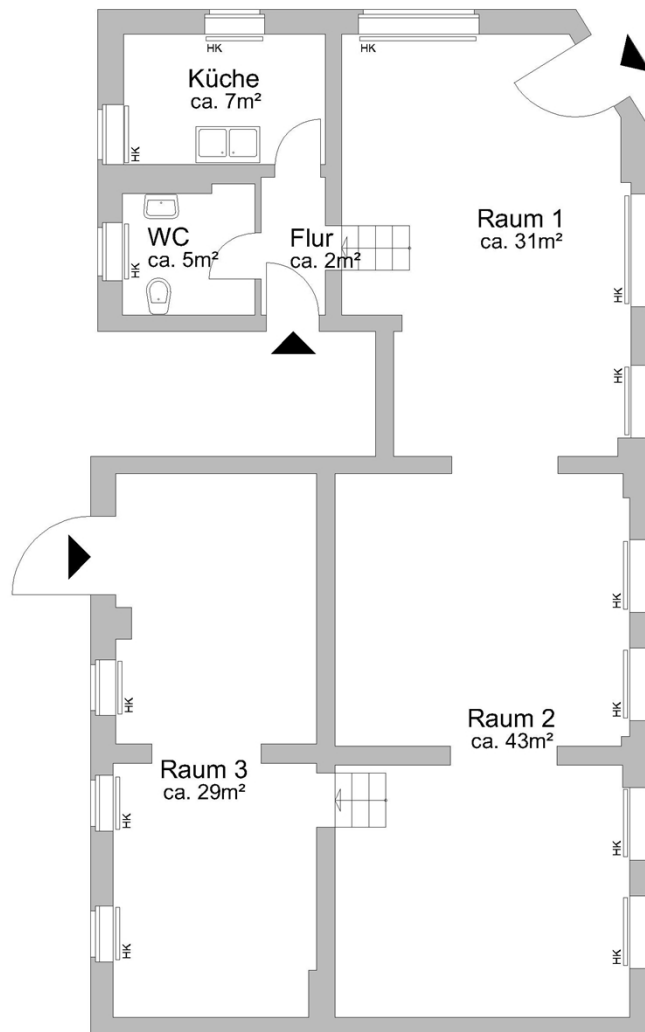 HK
HK
Küche
ca. 7m²
HK
Raum 1
ca. 31m²
WC
ca. 5m²
Flur
ca. 2m²
HK
HK
HK
HK
HK
HK
Raum 2
ca. 43m²
Raum 3
ca. 29m²
HK
HK
HK
HK